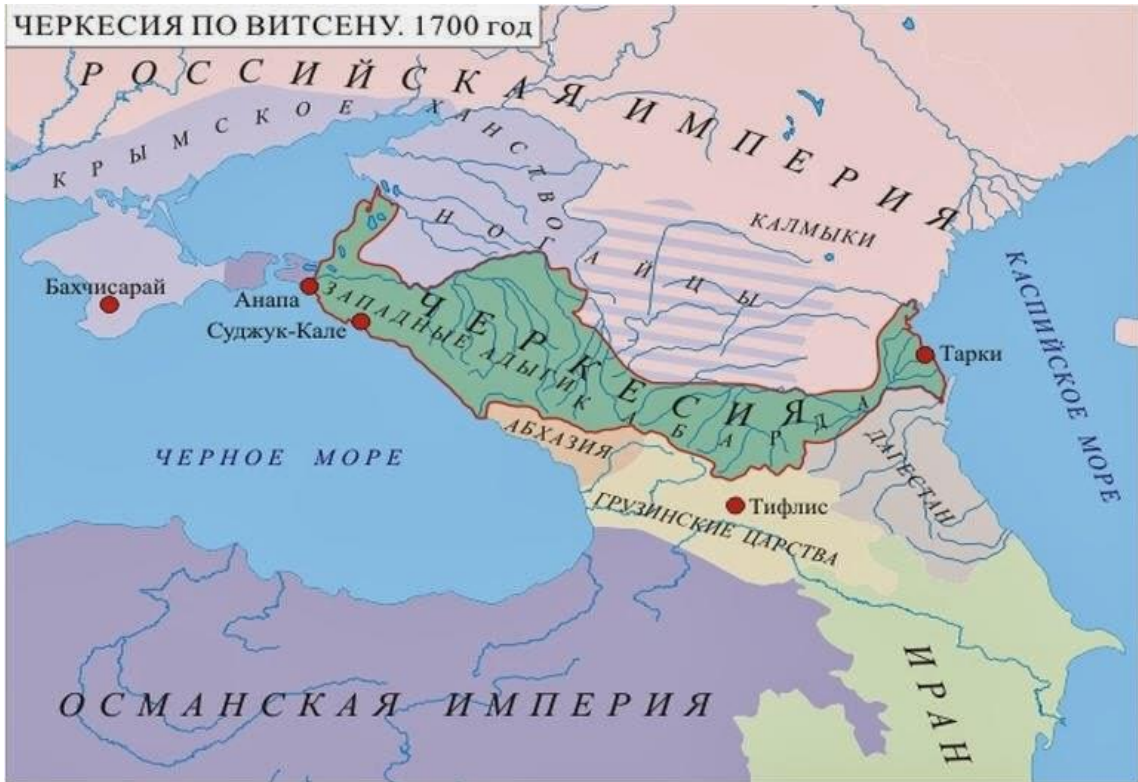 ЧЕРКЕСИЯ ПО ВИТСЕНУ. 1700 год
РОССИЙСКАЯ ИМПЕРИЯ
КРЫМСКОЕ ХАНСТВО
НОГАЙЦЫ
КАЛМЫКИ
Бахчисарай
Анапа
Суджук-Кале
ЧЕРКЕСИЯ
ЗАПАДНЫЕ АДЫГИ
КАБАРДА
Тарки
КАСПИЙСКОЕ МОРЕ
ЧЕРНОЕ МОРЕ
АБХАЗИЯ
ДАГЕСТАН
Тифлис
ГРУЗИНСКИЕ ЦАРСТВА
ОСМАНСКАЯ ИМПЕРИЯ
ИРАН